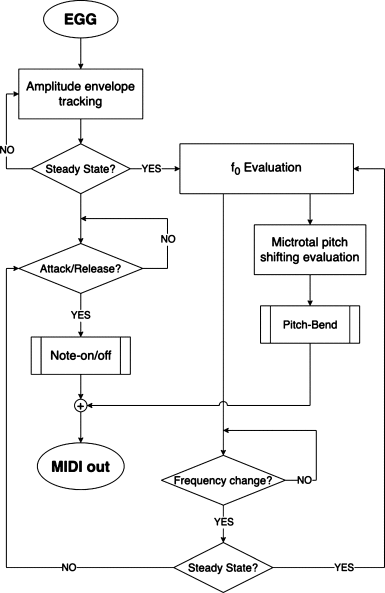 EGG
Amplitude envelope
tracking
NO
Steady State?
YES
f₀ Evaluation
NO
Mictrotal pitch
shifting evaluation
Attack/Release?
YES
Pitch-Bend
Note-on/off
+
MIDI out
Frequency change?
NO
YES
NO
Steady State?
YES